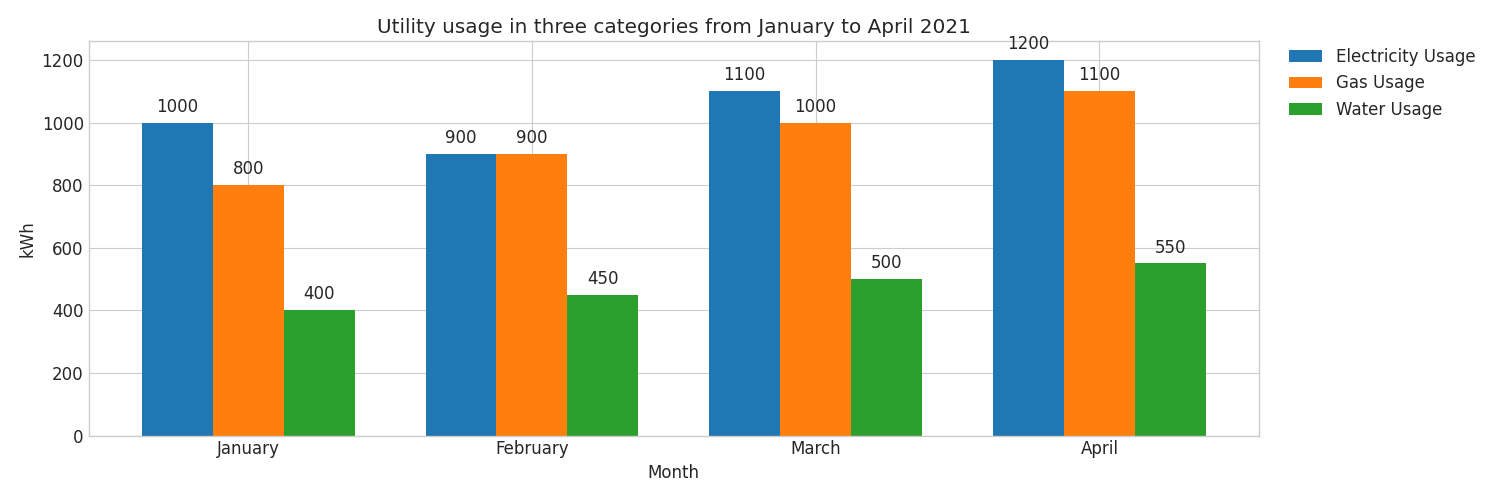 Utility usage in three categories from January to April 2021
1200
1000
800
600
400
200
0
kWh
1000
800
400
900
900
450
1100
1000
500
1200
1100
550
January
February
March
April
Month
Electricity Usage
Gas Usage
Water Usage